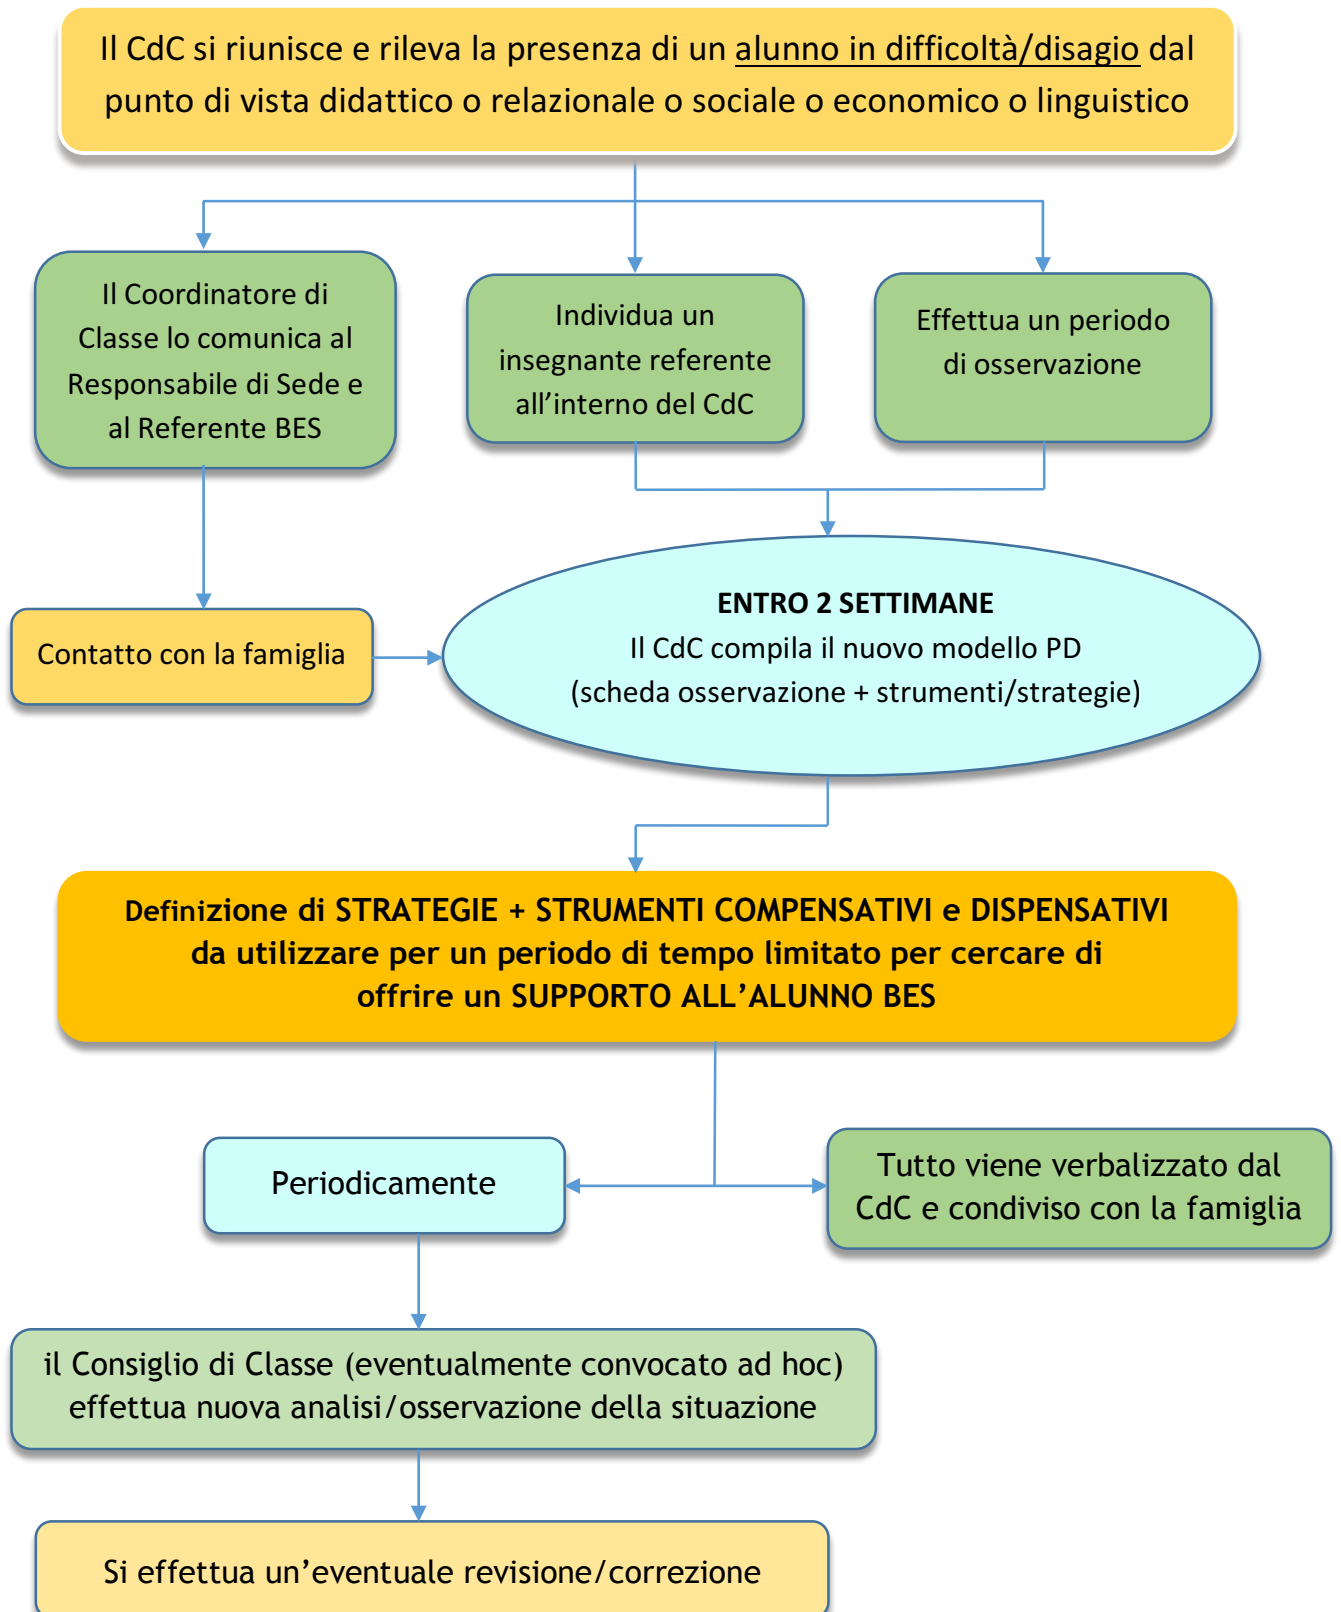 Il CdC si riunisce e rileva la presenza di un alunno in difficoltà/disagio dal
punto di vista didattico o relazionale o sociale o economico o linguistico
Il Coordinatore di
Classe lo comunica al
Responsabile di Sede e
al Referente BES
Individua un
insegnante referente
all’interno del CdC
Effettua un periodo
di osservazione
Contatto con la famiglia
ENTRO 2 SETTIMANE
Il CdC compila il nuovo modello PD
(scheda osservazione + strumenti/strategie)
Definizione di STRATEGIE + STRUMENTI COMPENSATIVI e DISPENSATIVI
da utilizzare per un periodo di tempo limitato per cercare di
offrire un SUPPORTO ALL’ALUNNO BES
Periodicamente
Tutto viene verbalizzato dal
CdC e condiviso con la famiglia
il Consiglio di Classe (eventualmente convocato ad hoc)
effettua nuova analisi/osservazione della situazione
Si effettua un’eventuale revisione/correzione